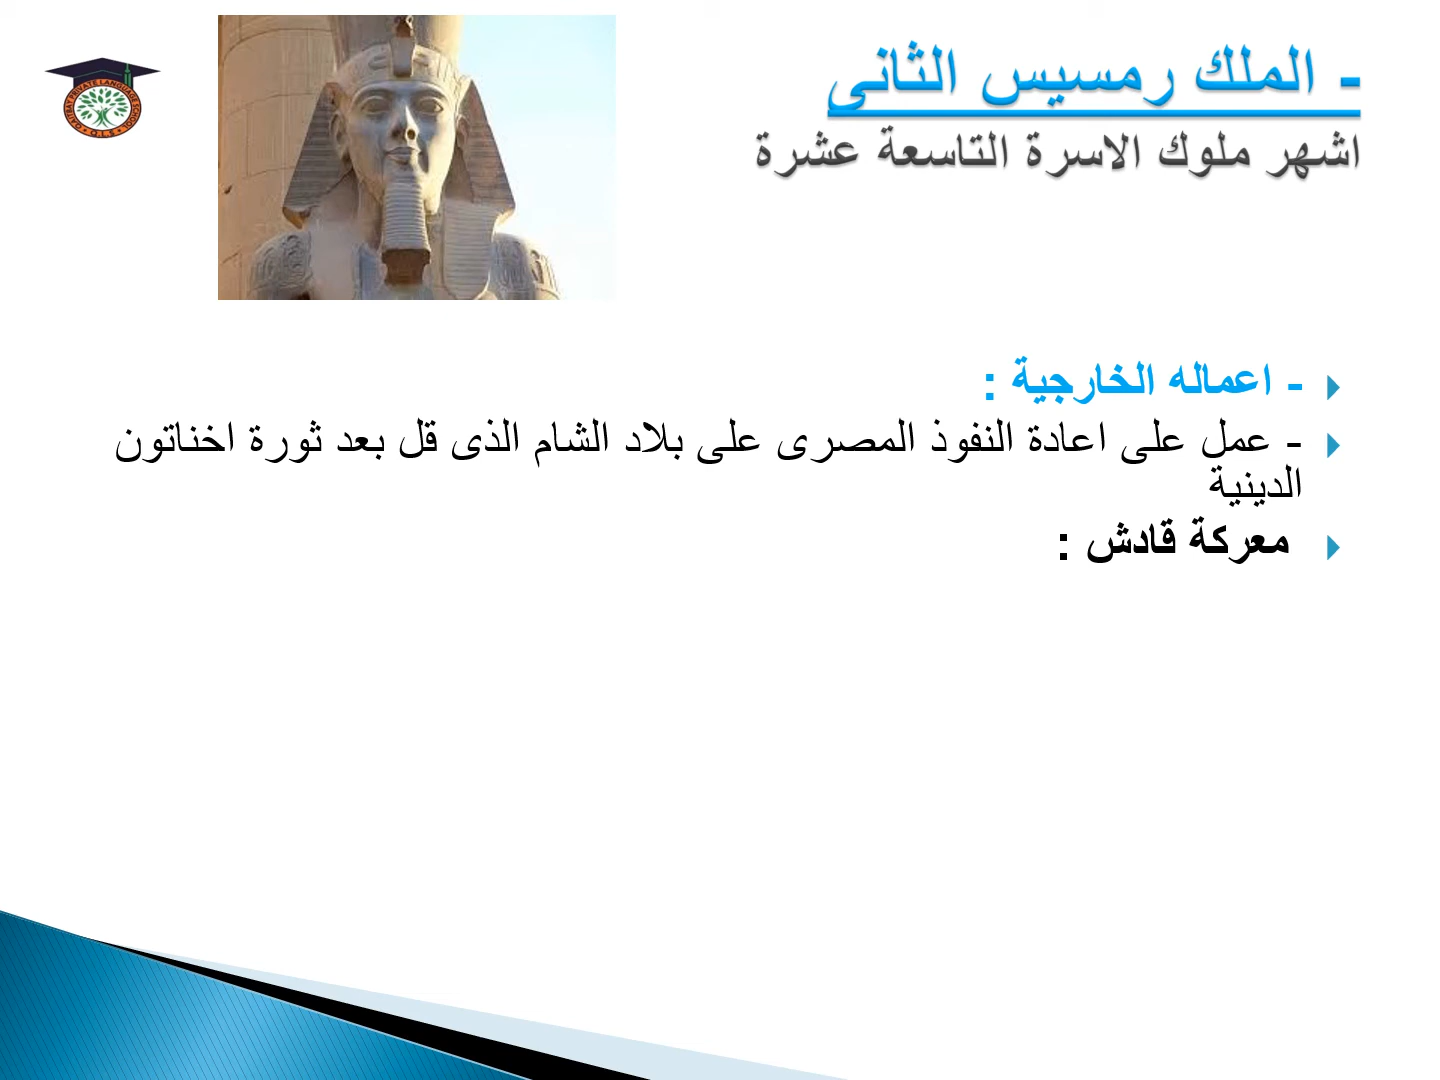 - الملك رمسيس الثانى
اشهر ملوك الاسرة التاسعة عشرة
- اعماله الخارجية :
- عمل على اعادة النفوذ المصرى على بلاد الشام الذى قل بعد ثورة اخناتون
الدينية
معركة قادش :